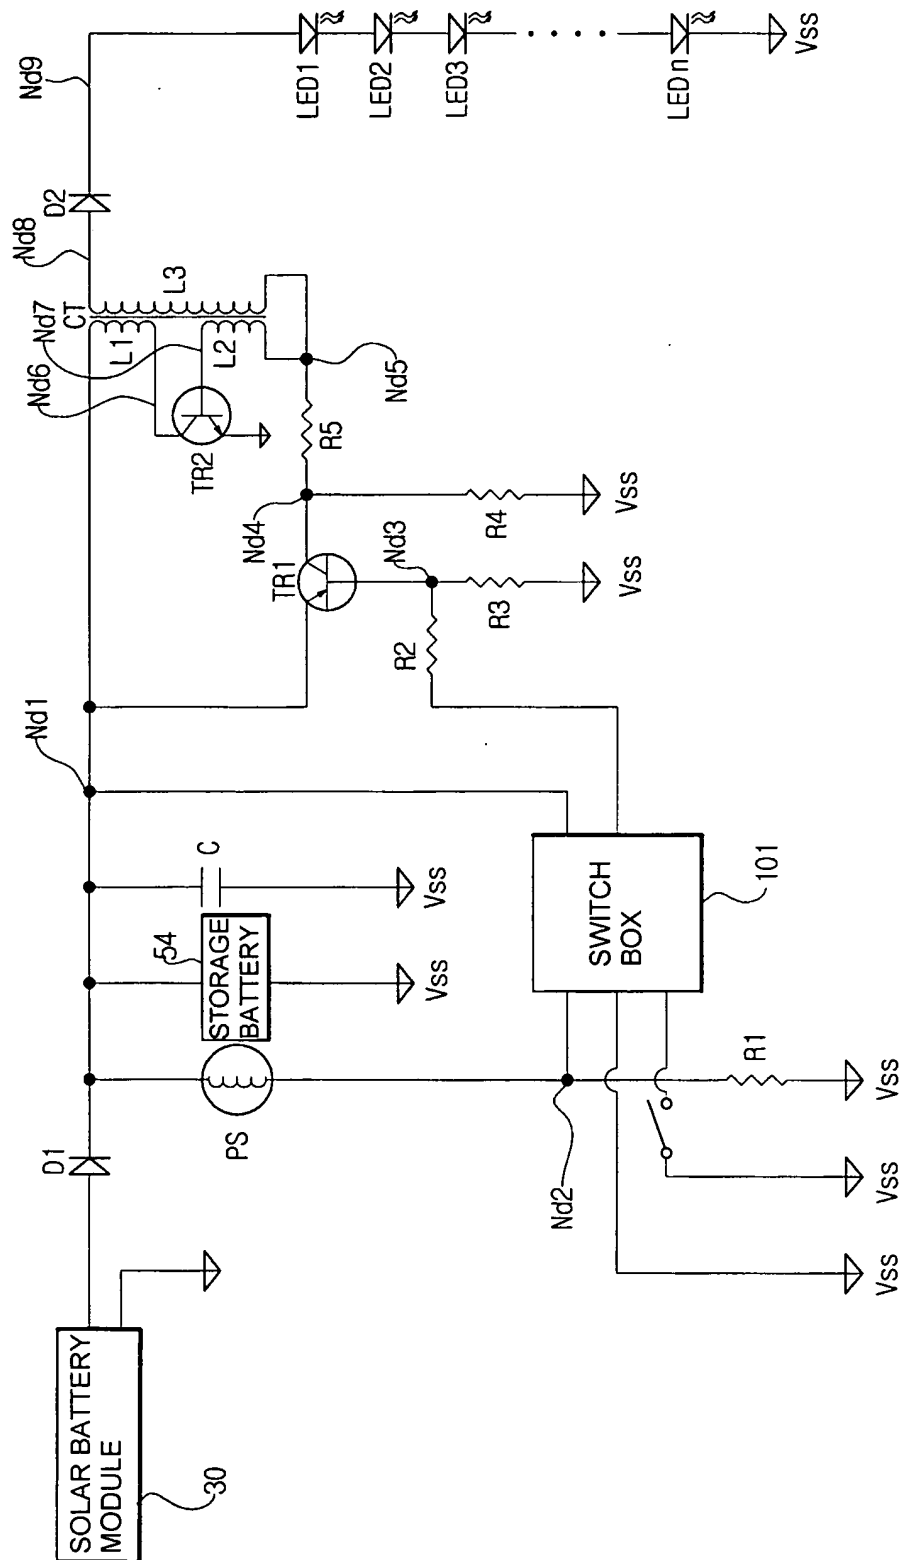 SOLAR BATTERY
MODULE
30
D1
PS
54
STORAGE
BATTERY
Vss
C
Vss
Nd1
Nd2
R1
Vss
Vss
Vss
SWITCH
BOX
101
R2
Nd3
R3
Vss
TR1
Nd4
R4
Vss
R5
Nd5
TR2
Nd6
Nd7
L1
L2
CT
L3
Nd8
D2
Nd9
LED1
LED2
LED3
LEDn
Vss